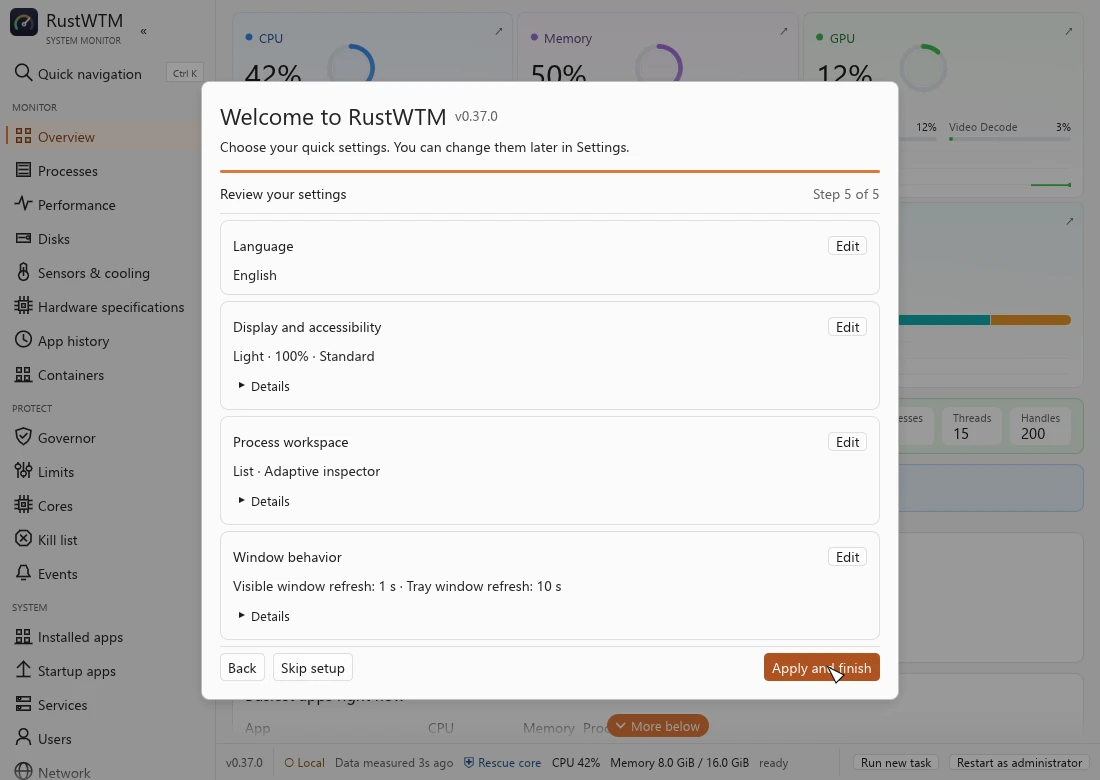 RustWTM
SYSTEM MONITOR
«
Quick navigation Ctrl K
MONITOR
Overview
Processes
Performance
Disks
Sensors & cooling
Hardware specifications
App history
Containers
PROTECT
Governor
Limits
Cores
Kill list
Events
SYSTEM
Installed apps
Startup apps
Services
Users
Network
CPU
42%
Memory
50%
GPU
12%
12% Video Decode 3%
Threads
15
Handles
200
Welcome to RustWTM v0.37.0
Choose your quick settings. You can change them later in Settings.
Review your settings Step 5 of 5
Language Edit
English
Display and accessibility Edit
Light · 100% · Standard
Details
Process workspace Edit
List · Adaptive inspector
Details
Window behavior Edit
Visible window refresh: 1 s · Tray window refresh: 10 s
Details
Back Skip setup Apply and finish
App CPU Memory
More below
v0.37.0 Local Data measured 3s ago Rescue core CPU 42% Memory 8.0 GiB / 16.0 GiB ready Run new task Restart as administrator